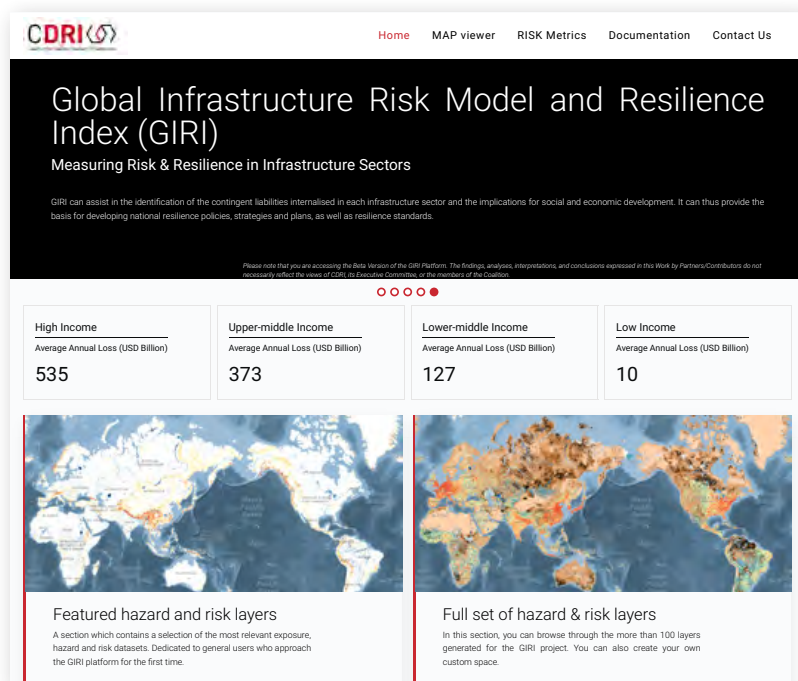 CDRI
Home MAP viewer RISK Metrics Documentation Contact Us
Global Infrastructure Risk Model and Resilience
Index (GIRI)
Measuring Risk & Resilience in Infrastructure Sectors
GIRI can assist in the identification of the contingent liabilities internalised in each infrastructure sector and the implications for social and economic development. It can thus provide the
basis for developing national resilience policies, strategies and plans, as well as resilience standards.
Please note that you are accessing the Beta Version of the GIRI Platform. The findings, analyses, interpretations, and conclusions expressed in this Work by Partners/Contributors do not
necessarily reflect the views of CDRI, its Executive Committee, or the members of the Coalition.
High Income
Average Annual Loss (USD Billion)
535
Upper-middle Income
Average Annual Loss (USD Billion)
373
Lower-middle Income
Average Annual Loss (USD Billion)
127
Low Income
Average Annual Loss (USD Billion)
10
Featured hazard and risk layers
A section which contains a selection of the most relevant exposure,
hazard and risk datasets. Dedicated to general users who approach
the GIRI platform for the first time.
Full set of hazard & risk layers
In this section, you can browse through the more than 100 layers
generated for the GIRI project. You can also create your own
custom space.